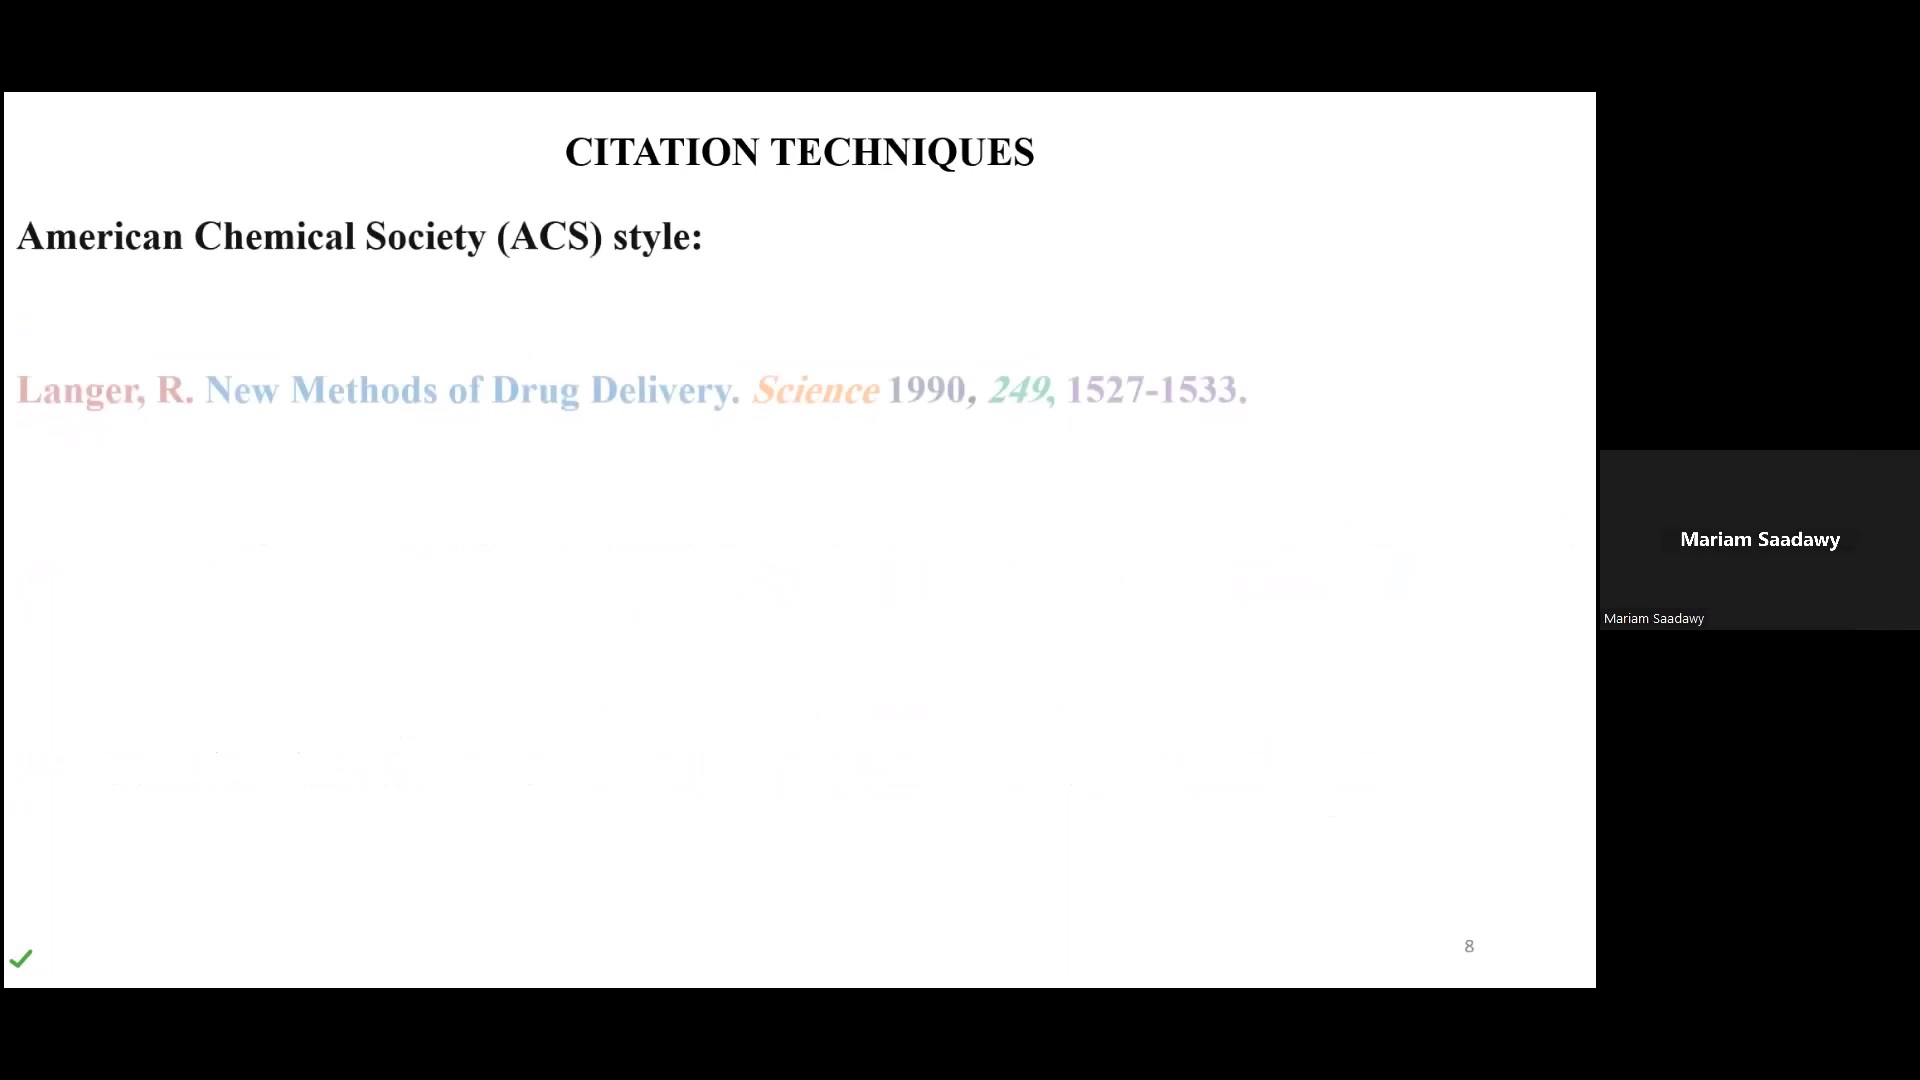 CITATION TECHNIQUES
American Chemical Society (ACS) style:
Langer, R. New Methods of Drug Delivery. Science 1990, 249, 1527-1533.
8
Mariam Saadawy
Mariam Saadawy